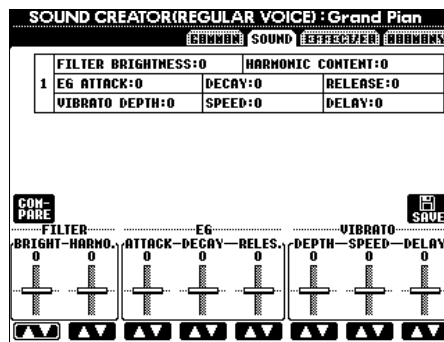 SOUND CREATOR(REGULAR VOICE) : Grand Pian
COMMON SOUND EFFECT/EQ HARMONY
FILTER BRIGHTNESS:0 HARMONIC CONTENT:0
1 EG ATTACK:0 DECAY:0 RELEASE:0
VIBRATO DEPTH:0 SPEED:0 DELAY:0
COM-
PARE
SAVE
FILTER EG VIBRATO
BRIGHT HARMO. ATTACK DECAY RELES. DEPTH SPEED DELAY
0 0 0 0 0 0 0 0